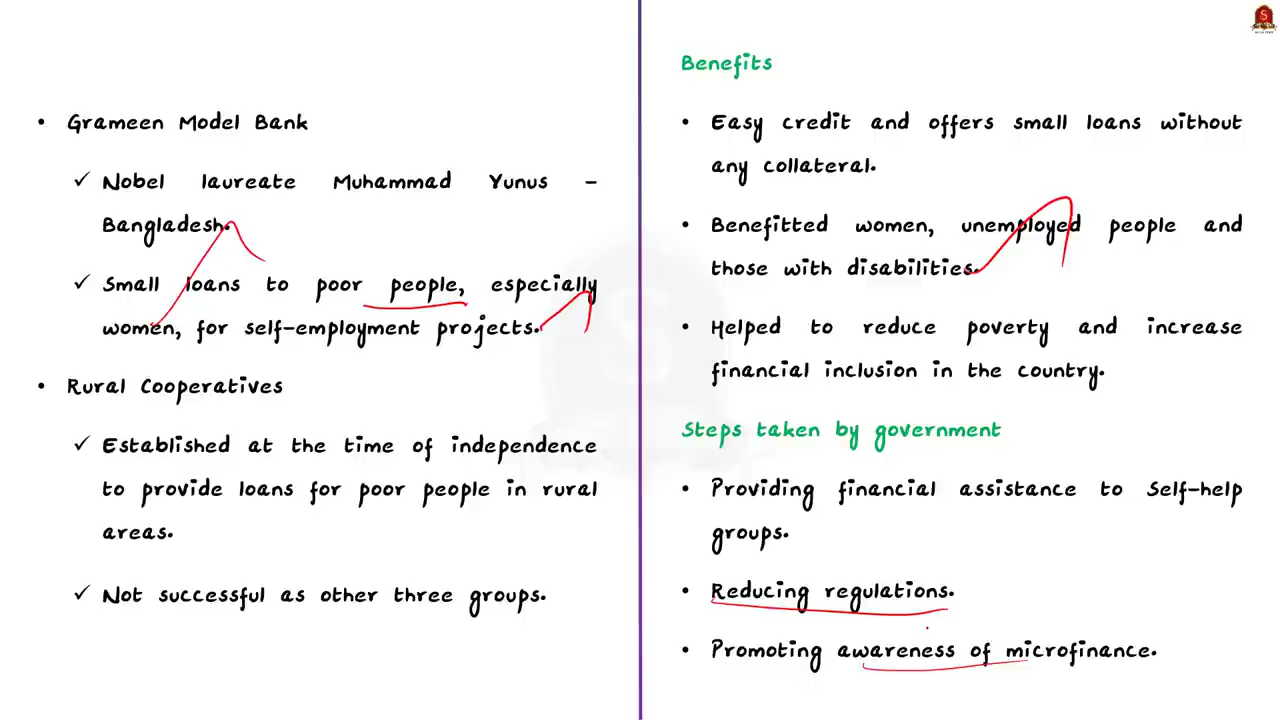 • Grameen Model Bank
✓ Nobel laureate Muhammad Yunus –
Bangladesh.
✓ Small loans to poor people, especially
women, for self-employment projects.
• Rural Cooperatives
✓ Established at the time of independence
to provide loans for poor people in rural
areas.
✓ Not successful as other three groups.
Benefits
• Easy credit and offers small loans without
any collateral.
• Benefitted women, unemployed people and
those with disabilities.
• Helped to reduce poverty and increase
financial inclusion in the country.
Steps taken by government
• Providing financial assistance to Self-help
groups.
• Reducing regulations.
• Promoting awareness of microfinance.